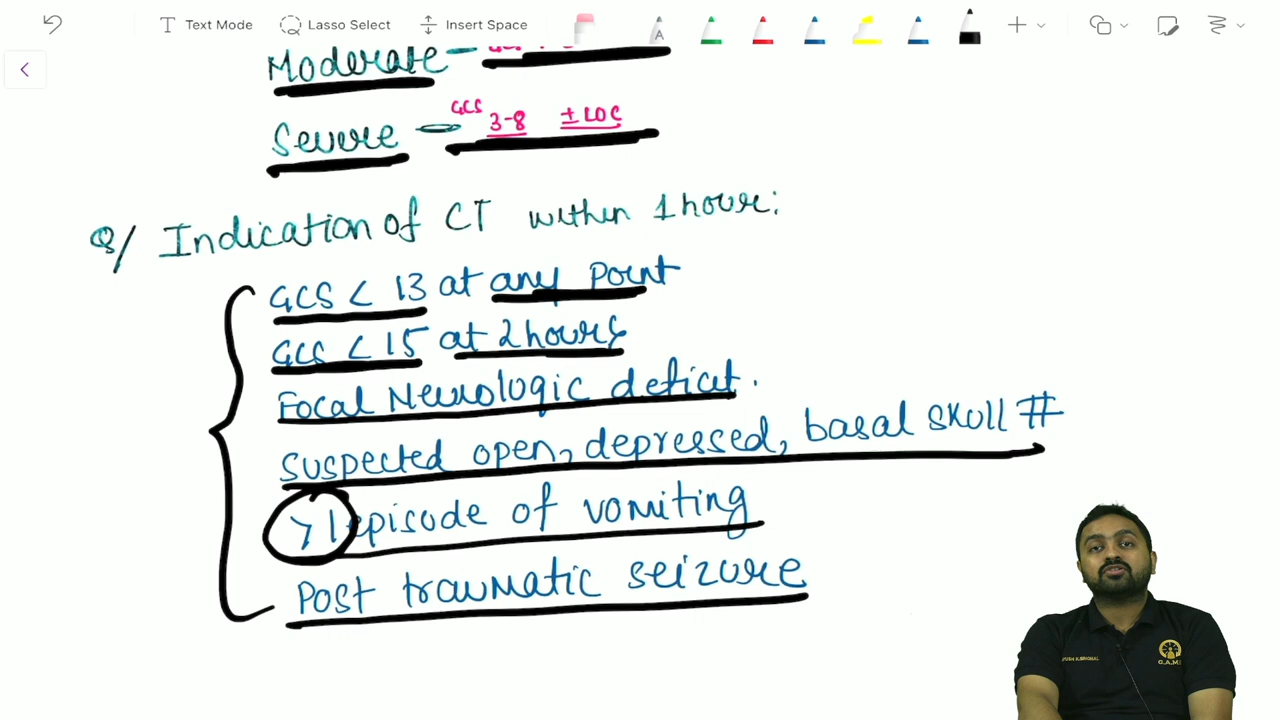 Text Mode Lasso Select Insert Space
A
Moderate -
Severe - GCS 3-8 ± LOC
Q/ Indication of CT within 1 hour:
GCS < 13 at any point
GCS < 15 at 2 hours
Focal Neurologic deficit.
suspected open, depressed, basal skull #
>1 episode of vomiting
Post traumatic seizure
G.A.M.S